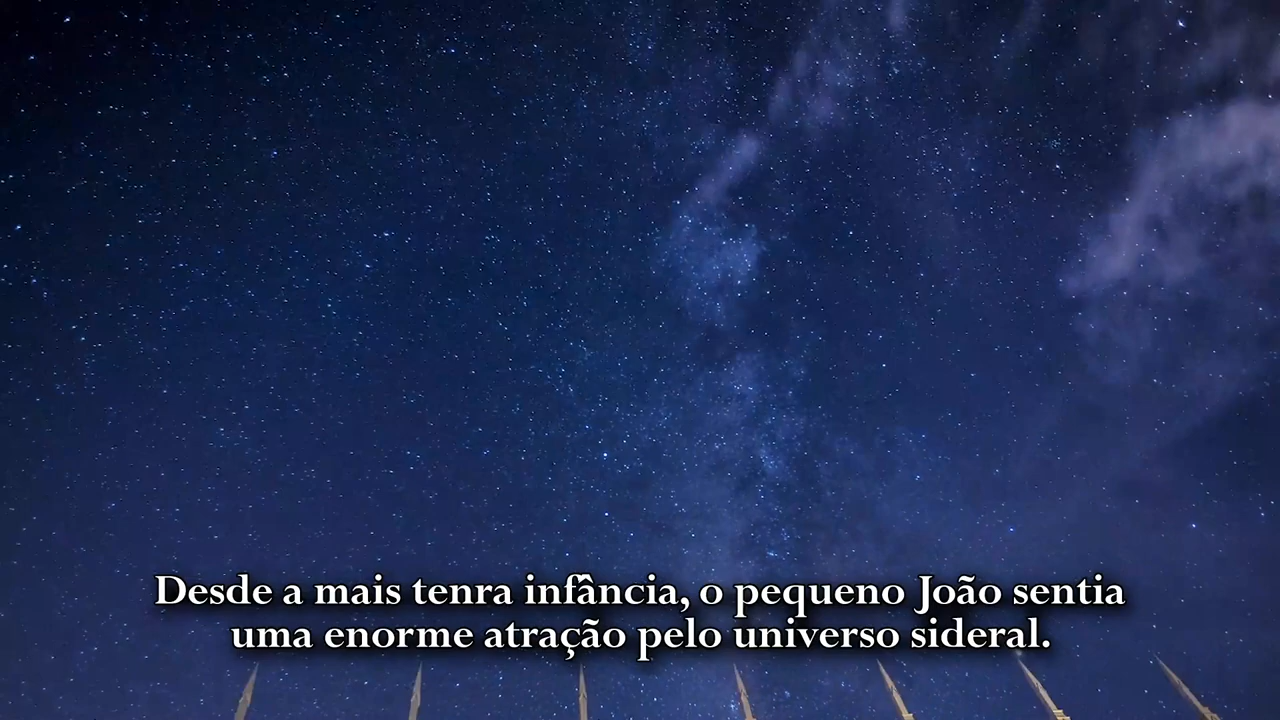 Desde a mais tenra infância, o pequeno João sentia
uma enorme atração pelo universo sideral.